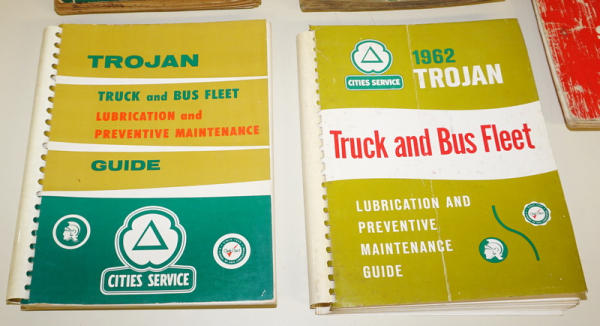 TROJAN
TRUCK and BUS FLEET
LUBRICATION and
PREVENTIVE MAINTENANCE
GUIDE
CITIES SERVICE
CITIES SERVICE
1962
TROJAN
Truck and Bus Fleet
LUBRICATION AND
PREVENTIVE
MAINTENANCE
GUIDE